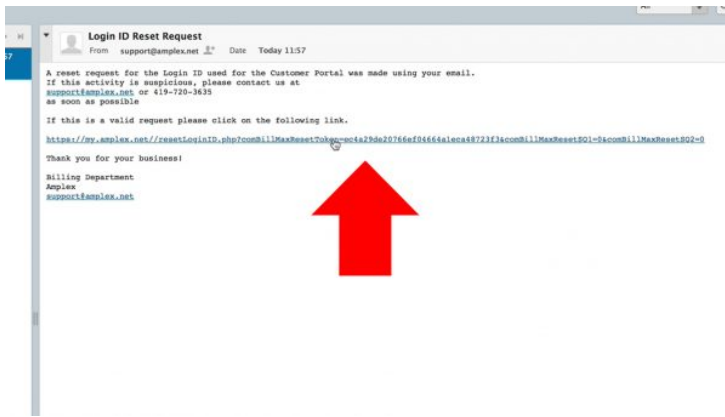 Login ID Reset Request
From support@amplex.net Date Today 11:57
A reset request for the Login ID used for the Customer Portal was made using your email.
If this activity is suspicious, please contact us at
support@amplex.net or 419-720-3635
as soon as possible
If this is a valid request please click on the following link.
https://my.amplex.net//resetLoginID.php?comBillMaxResetToken=ec4a29de20766ef04664a1eca48723f3&comBillMaxResetSQ1=0&comBillMaxResetSQ2=0
Thank you for your business!
Billing Department
Amplex
support@amplex.net